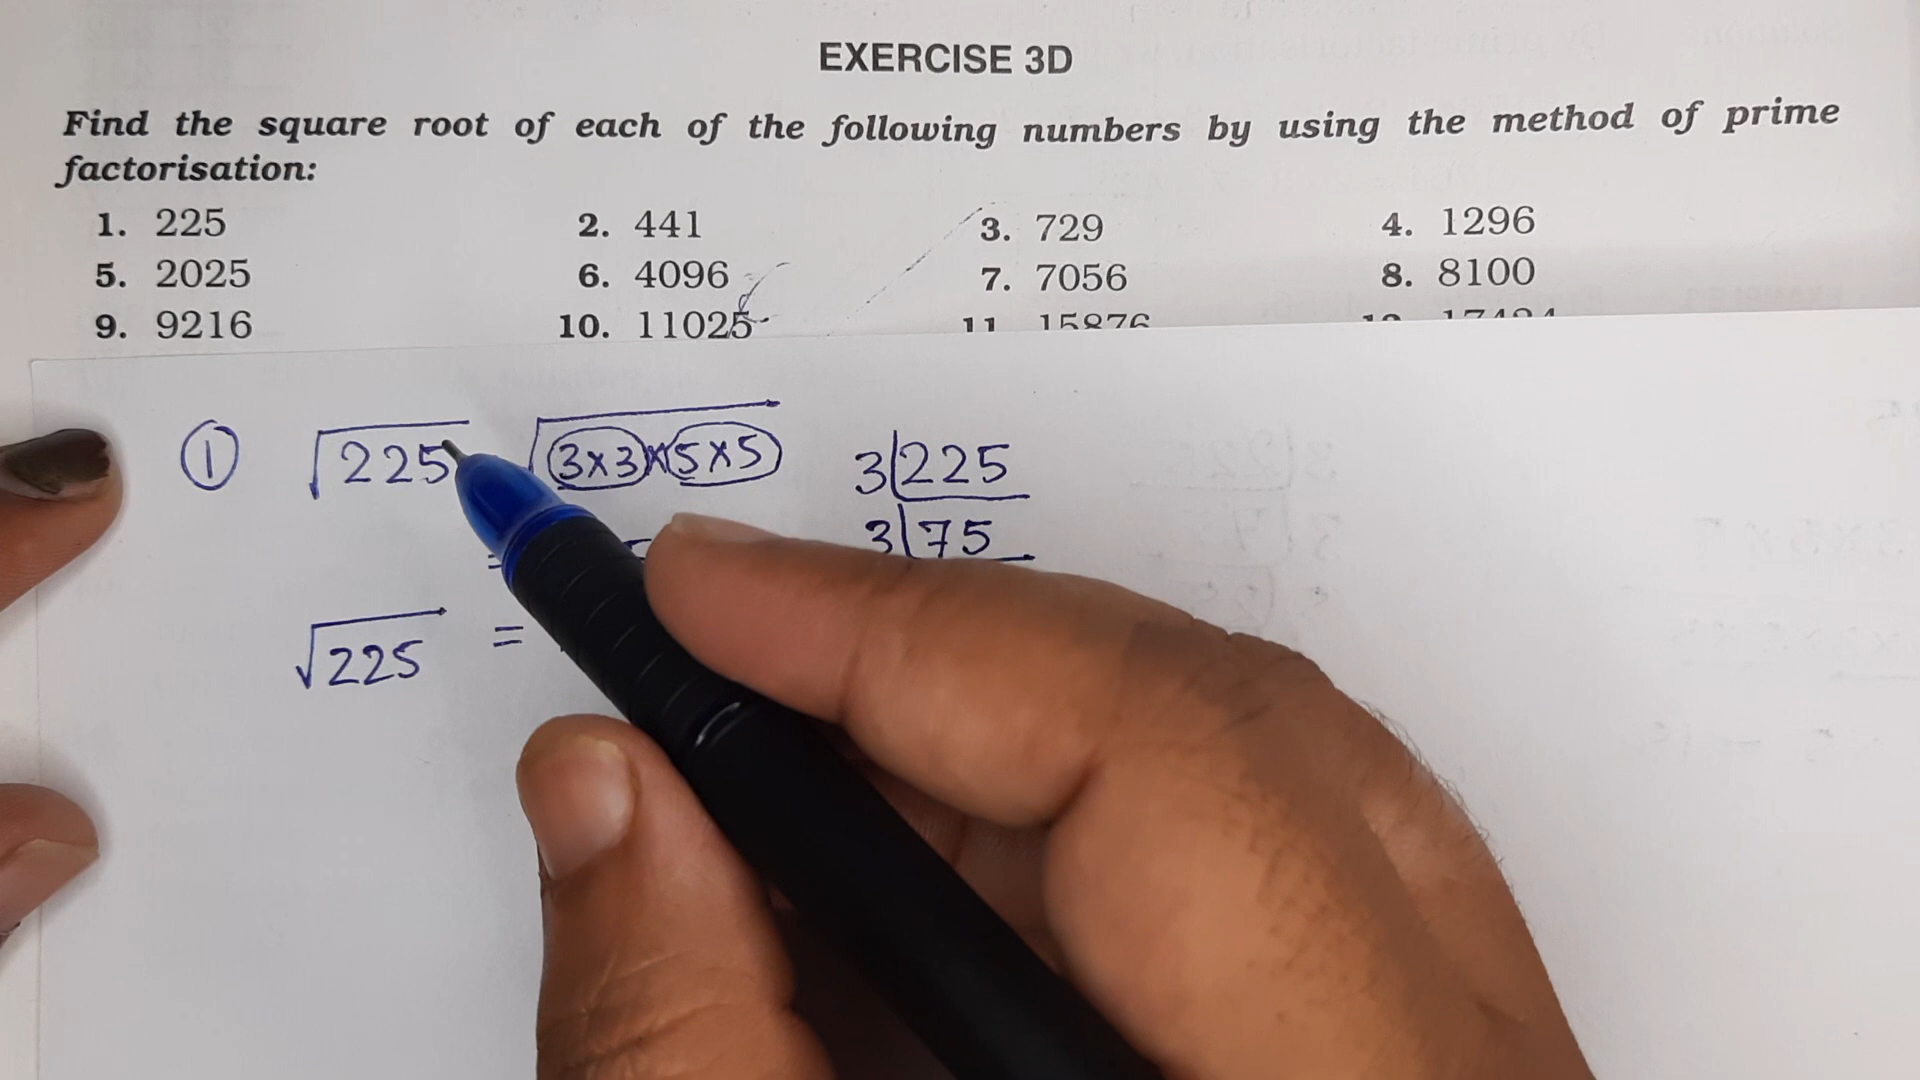 EXERCISE 3D
Find the square root of each of the following numbers by using the method of prime
factorisation:
1. 225 2. 441 3. 729 4. 1296
5. 2025 6. 4096 7. 7056 8. 8100
9. 9216 10. 11025 11 15876
① √225 √3×3×5×5 3 225
3 75
=
√225 =